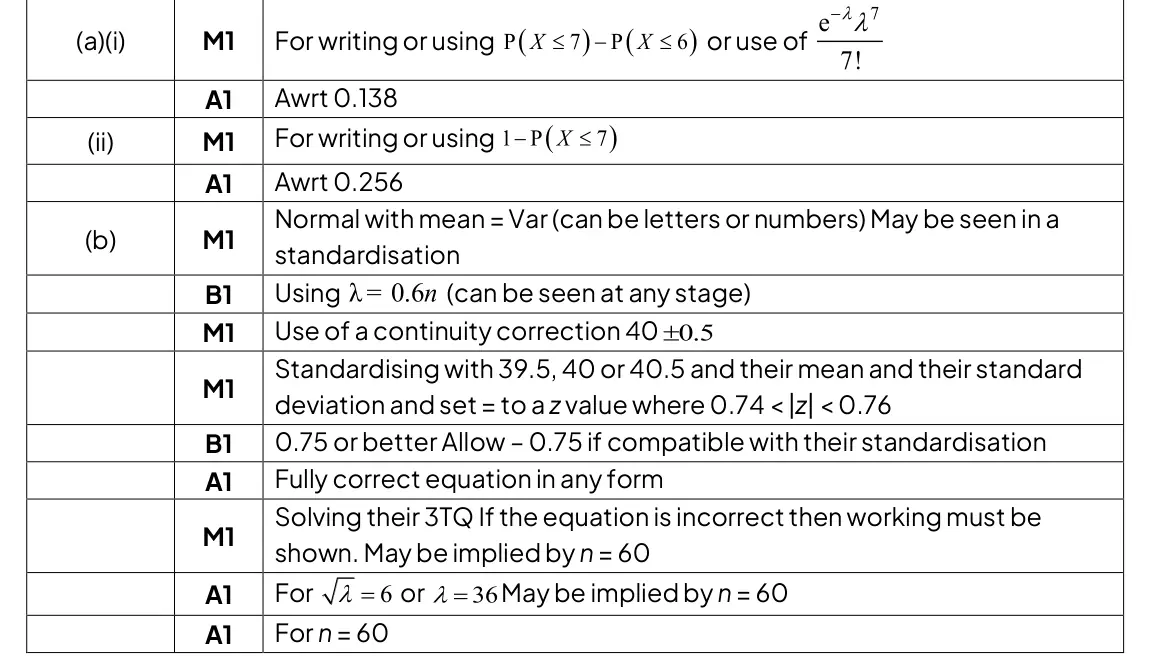 (a)(i) M1 For writing or using P(X ≤ 7) − P(X ≤ 6) or use of e^{−λ}λ^7 / 7!
A1 Awrt 0.138
(ii) M1 For writing or using 1 − P(X ≤ 7)
A1 Awrt 0.256
(b) M1 Normal with mean = Var (can be letters or numbers) May be seen in a
standardisation
B1 Using λ = 0.6n (can be seen at any stage)
M1 Use of a continuity correction 40 ±0.5
M1 Standardising with 39.5, 40 or 40.5 and their mean and their standard
deviation and set = to a z value where 0.74 < |z| < 0.76
B1 0.75 or better Allow – 0.75 if compatible with their standardisation
A1 Fully correct equation in any form
M1 Solving their 3TQ If the equation is incorrect then working must be
shown. May be implied by n = 60
A1 For √λ = 6 or λ = 36 May be implied by n = 60
A1 For n = 60